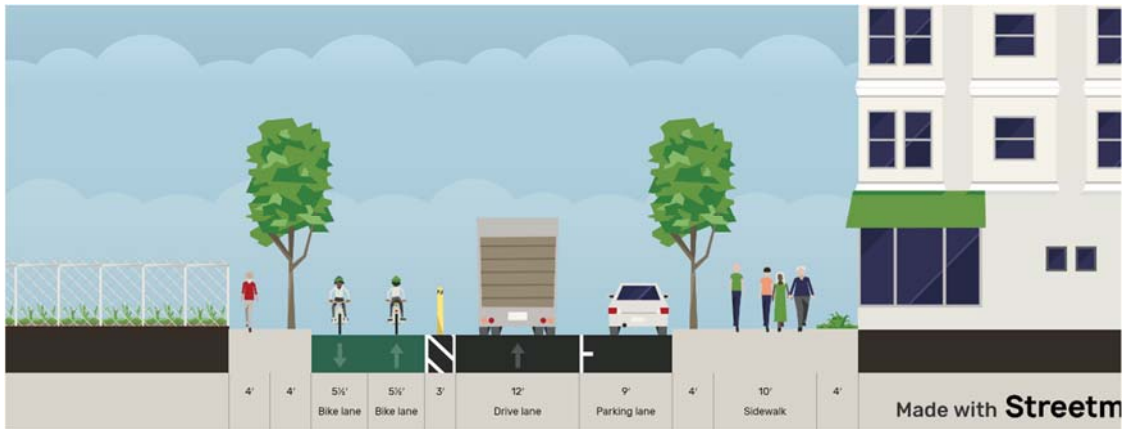 4'
4'
5½'
5½'
3'
12'
9'
4'
10'
4'
Bike lane
Bike lane
Drive lane
Parking lane
Sidewalk
Made with Streetm